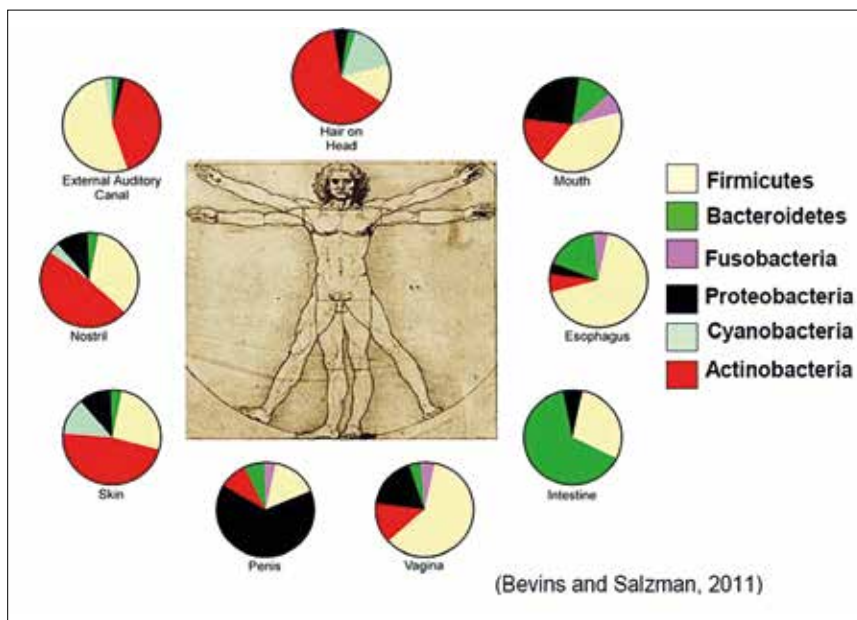 Hair on
Head
External Auditory
Canal
Mouth
Nostril
Esophagus
Skin
Intestine
Penis
Vagina
Firmicutes
Bacteroidetes
Fusobacteria
Proteobacteria
Cyanobacteria
Actinobacteria
(Bevins and Salzman, 2011)